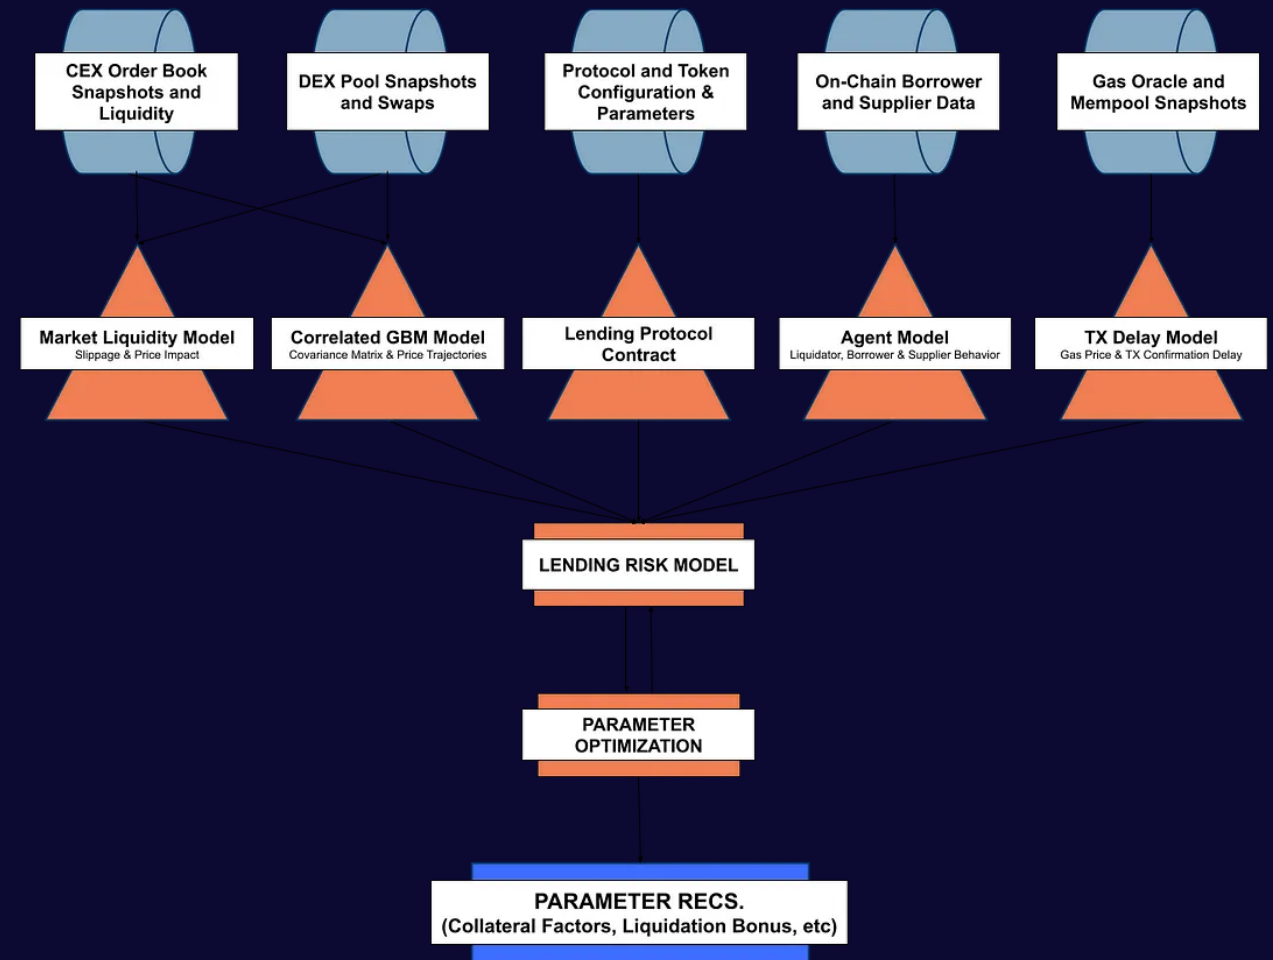 CEX Order Book
Snapshots and
Liquidity
DEX Pool Snapshots
and Swaps
Protocol and Token
Configuration &
Parameters
On-Chain Borrower
and Supplier Data
Gas Oracle and
Mempool Snapshots
Market Liquidity Model
Slippage & Price Impact
Correlated GBM Model
Covariance Matrix & Price Trajectories
Lending Protocol
Contract
Agent Model
Liquidator, Borrower & Supplier Behavior
TX Delay Model
Gas Price & TX Confirmation Delay
LENDING RISK MODEL
PARAMETER
OPTIMIZATION
PARAMETER RECS.
(Collateral Factors, Liquidation Bonus, etc)